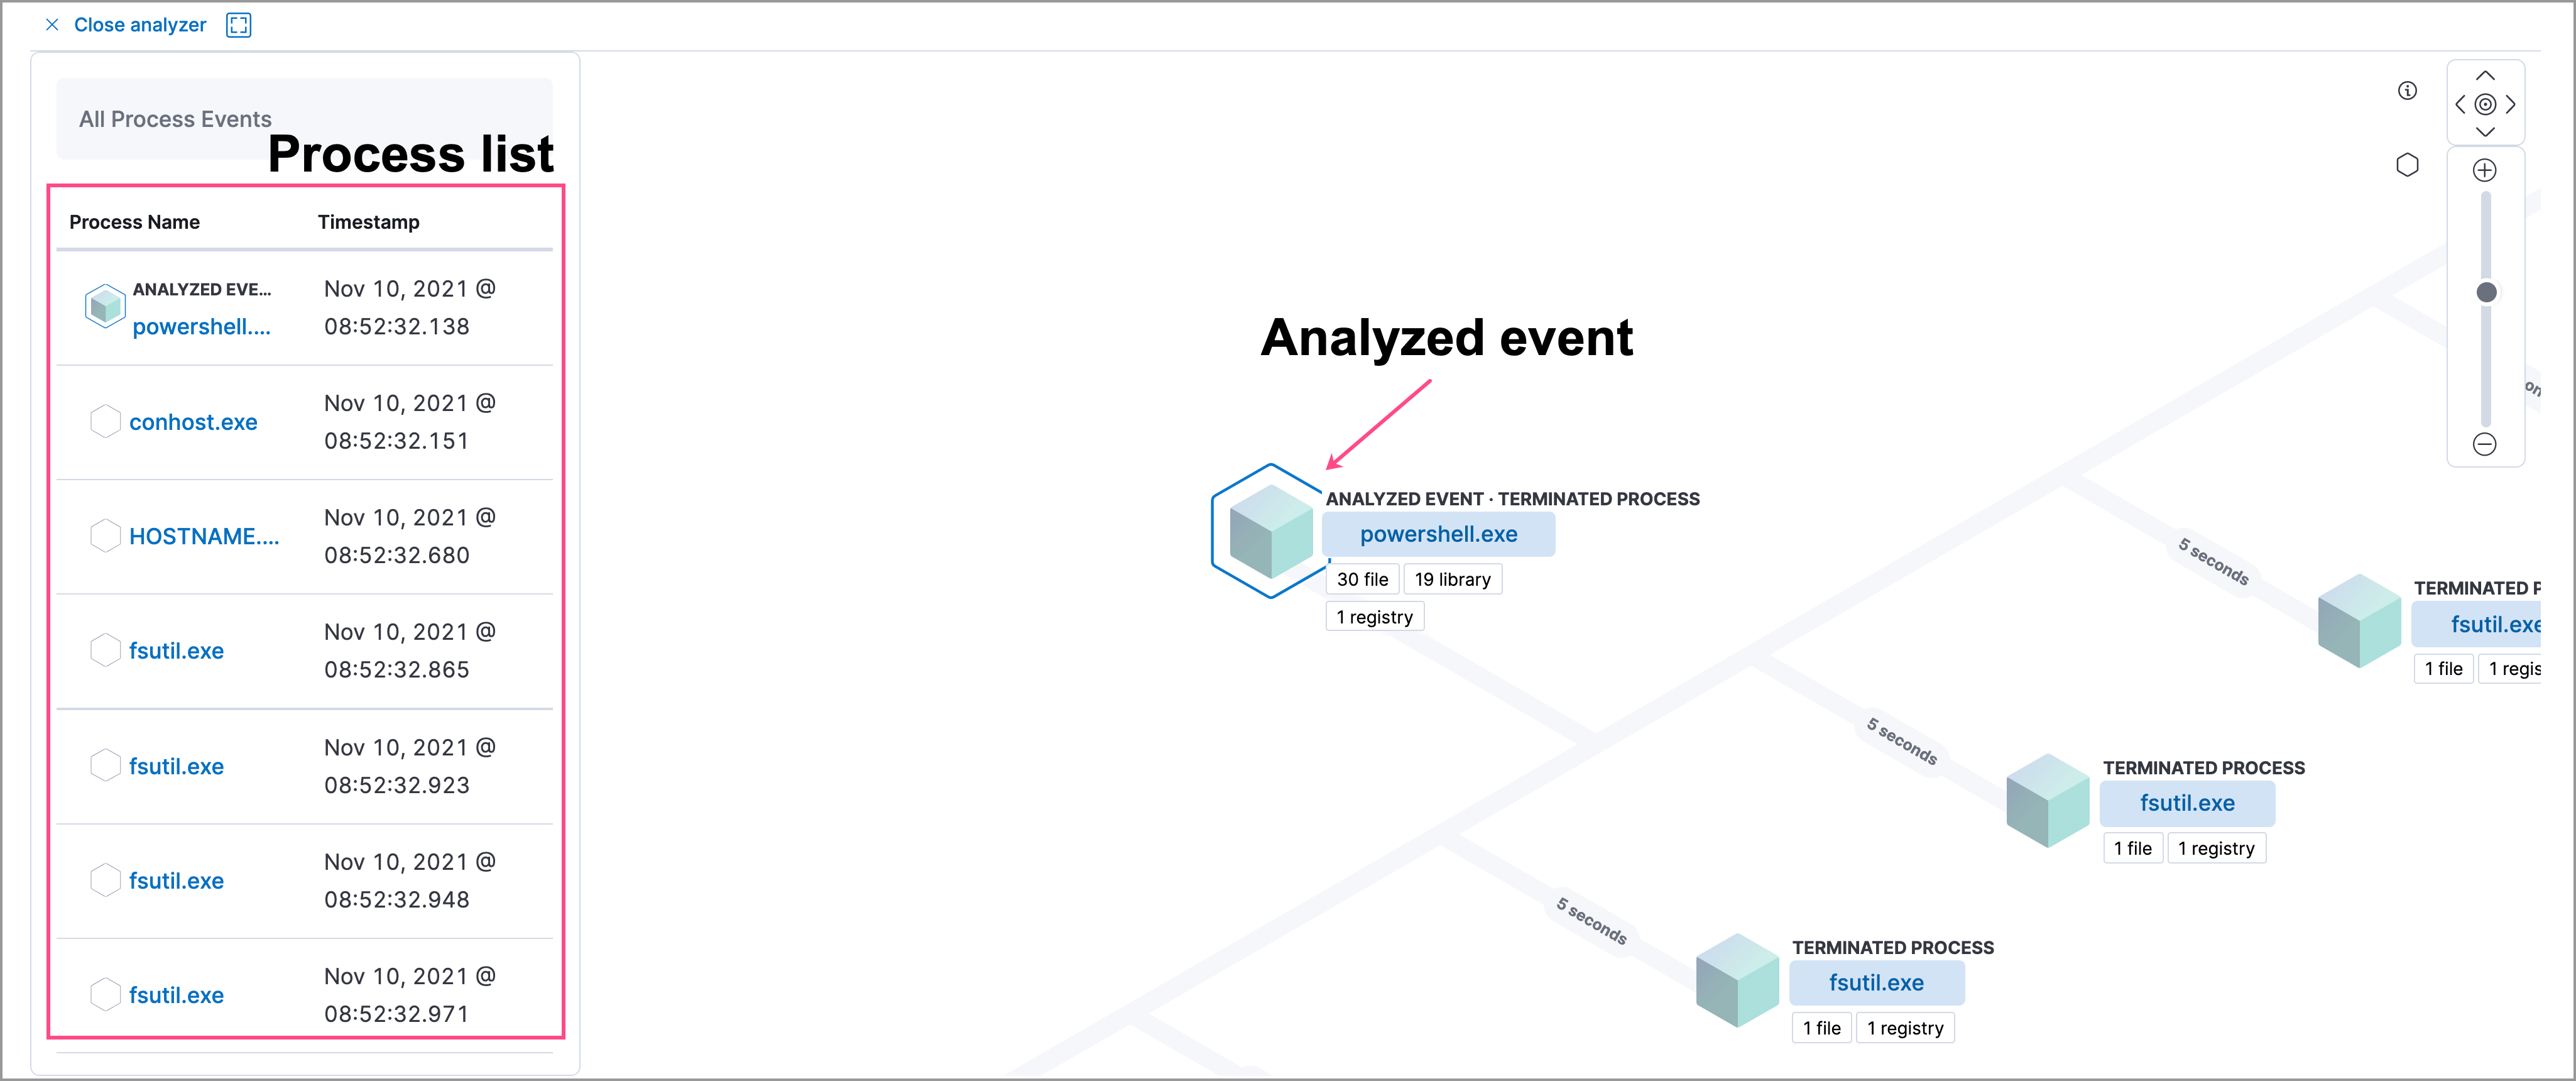 Close analyzer
All Process Events
Process list
Process Name Timestamp
ANALYZED EVE...
powershell....
Nov 10, 2021 @
08:52:32.138
conhost.exe
Nov 10, 2021 @
08:52:32.151
HOSTNAME....
Nov 10, 2021 @
08:52:32.680
fsutil.exe
Nov 10, 2021 @
08:52:32.865
fsutil.exe
Nov 10, 2021 @
08:52:32.923
fsutil.exe
Nov 10, 2021 @
08:52:32.948
fsutil.exe
Nov 10, 2021 @
08:52:32.971
Analyzed event
ANALYZED EVENT · TERMINATED PROCESS
powershell.exe
30 file 19 library
1 registry
5 seconds
TERMINATED P
fsutil.exe
1 file 1 regis
5 seconds
TERMINATED PROCESS
fsutil.exe
1 file 1 registry
5 seconds
TERMINATED PROCESS
fsutil.exe
1 file 1 registry